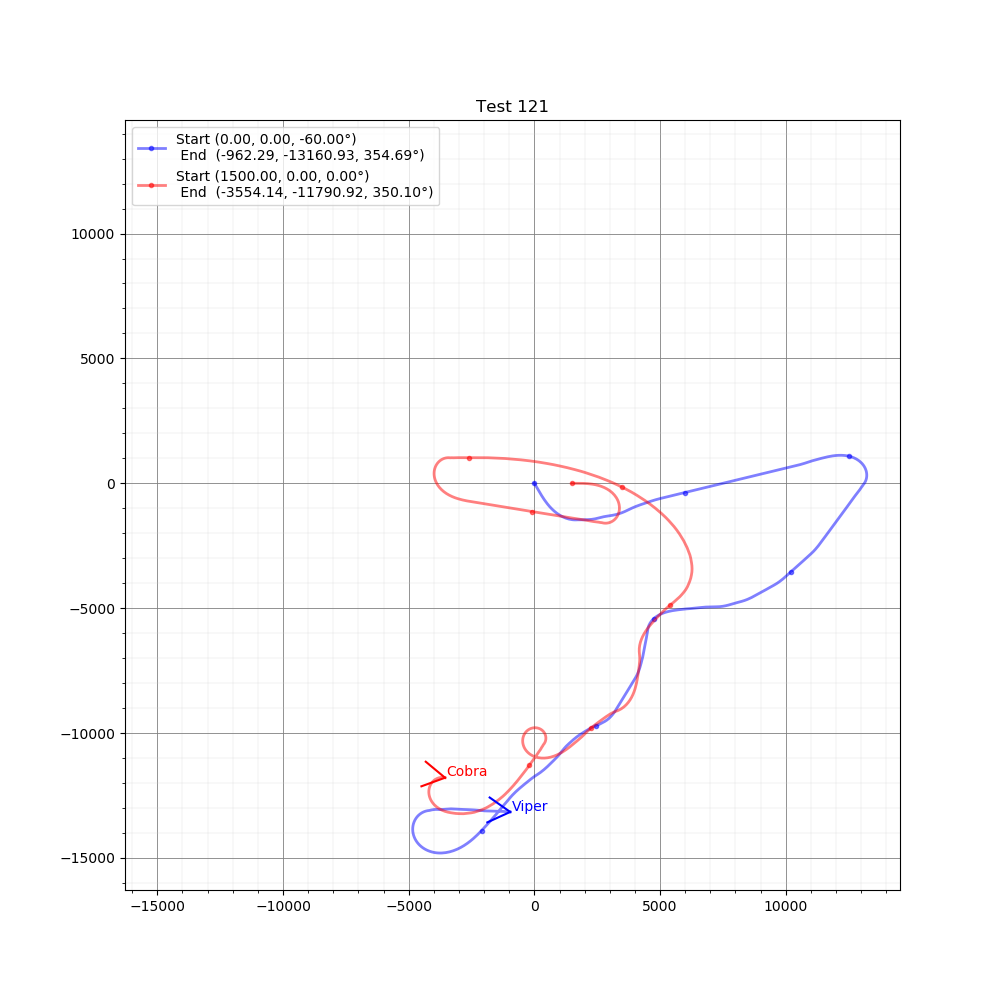 Test 121
Start (0.00, 0.00, -60.00°)
End  (-962.29, -13160.93, 354.69°)
Start (1500.00, 0.00, 0.00°)
End  (-3554.14, -11790.92, 350.10°)
10000
5000
0
−5000
−10000
−15000
Cobra
Viper
−15000 −10000 −5000 0 5000 10000